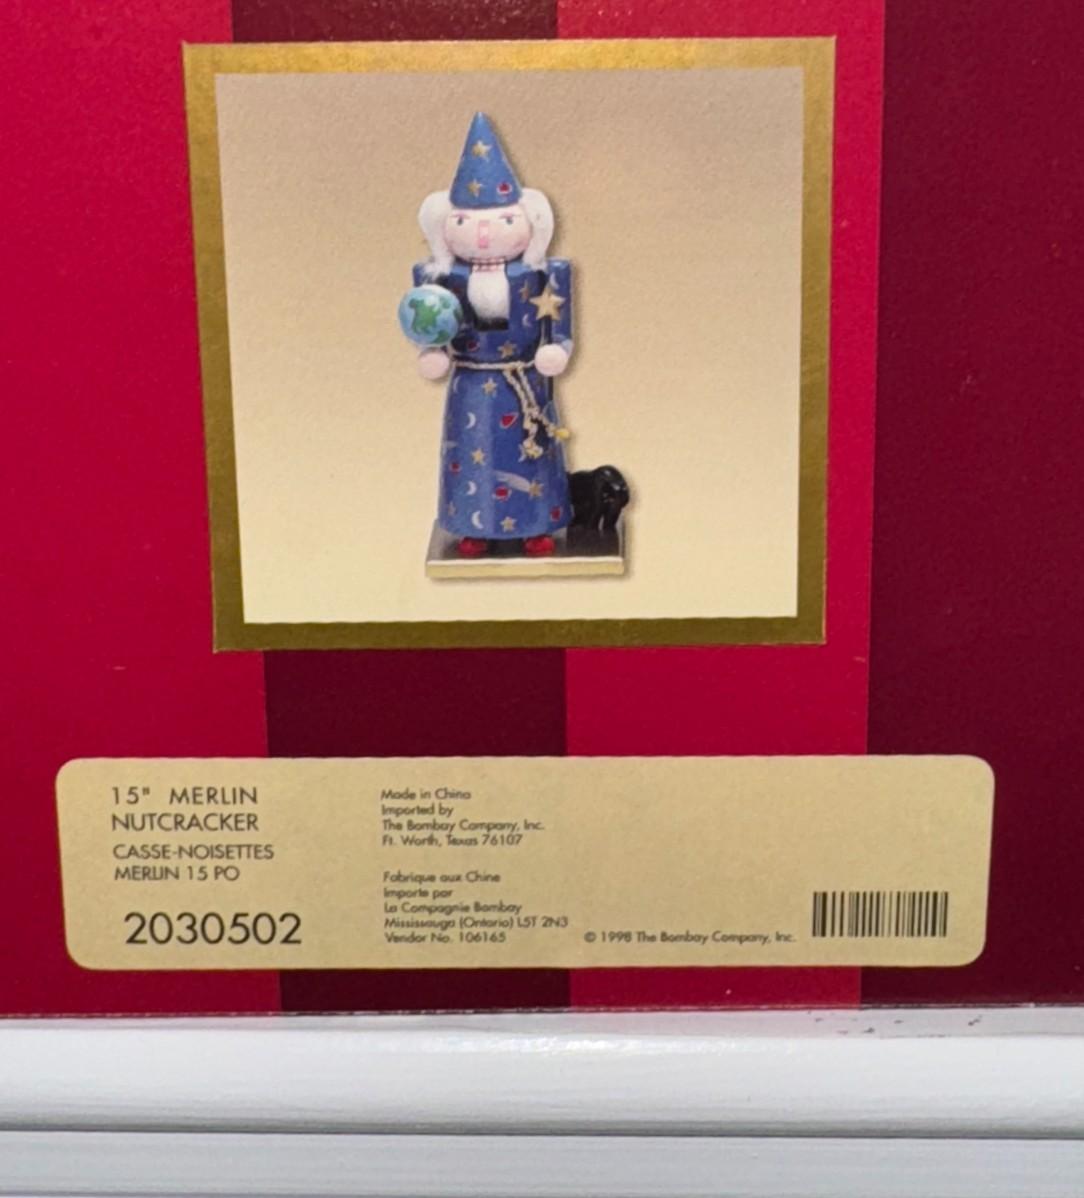 15" MERLIN
NUTCRACKER
CASSE-NOISETTES
MERLIN 15 PO
2030502
Made in China
Imported by
The Bombay Company, Inc.
Ft. Worth, Texas 76107
Fabrique aux Chine
Importe par
La Compagnie Bombay
Mississauga (Ontario) L5T 2N3
Vendor No. 106165
© 1998 The Bombay Company, Inc.